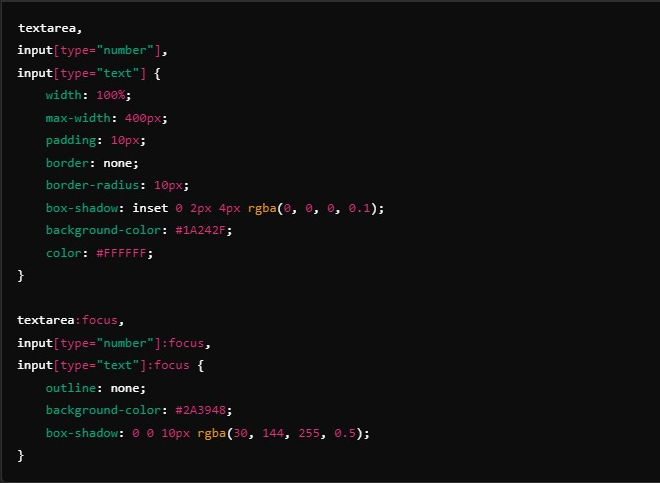 textarea,
input[type="number"],
input[type="text"] {
    width: 100%;
    max-width: 400px;
    padding: 10px;
    border: none;
    border-radius: 10px;
    box-shadow: inset 0 2px 4px rgba(0, 0, 0, 0.1);
    background-color: #1A242F;
    color: #FFFFFF;
}

textarea:focus,
input[type="number"]:focus,
input[type="text"]:focus {
    outline: none;
    background-color: #2A3948;
    box-shadow: 0 0 10px rgba(30, 144, 255, 0.5);
}